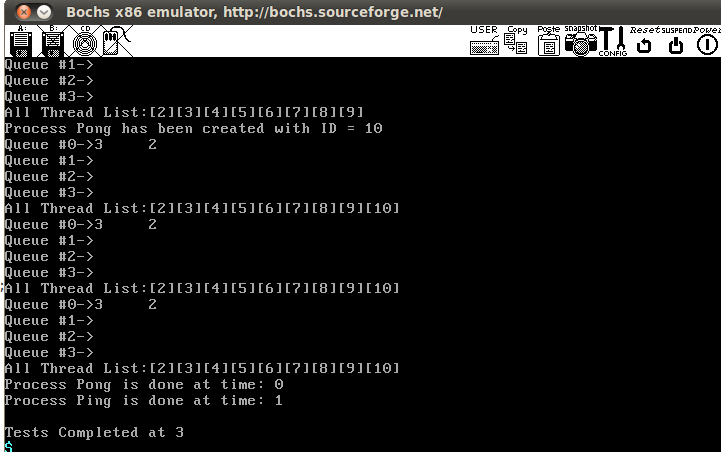 Bochs x86 emulator, http://bochs.sourceforge.net/
A: B: CD USER Copy Paste snapshot CONFIG Reset SUSPEND Power
Queue #1->
Queue #2->
Queue #3->
All Thread List:[2][3][4][5][6][7][8][9]
Process Pong has been created with ID = 10
Queue #0->3 2
Queue #1->
Queue #2->
Queue #3->
All Thread List:[2][3][4][5][6][7][8][9][10]
Queue #0->3 2
Queue #1->
Queue #2->
Queue #3->
All Thread List:[2][3][4][5][6][7][8][9][10]
Queue #0->3 2
Queue #1->
Queue #2->
Queue #3->
All Thread List:[2][3][4][5][6][7][8][9][10]
Process Pong is done at time: 0
Process Ping is done at time: 1
Tests Completed at 3
$